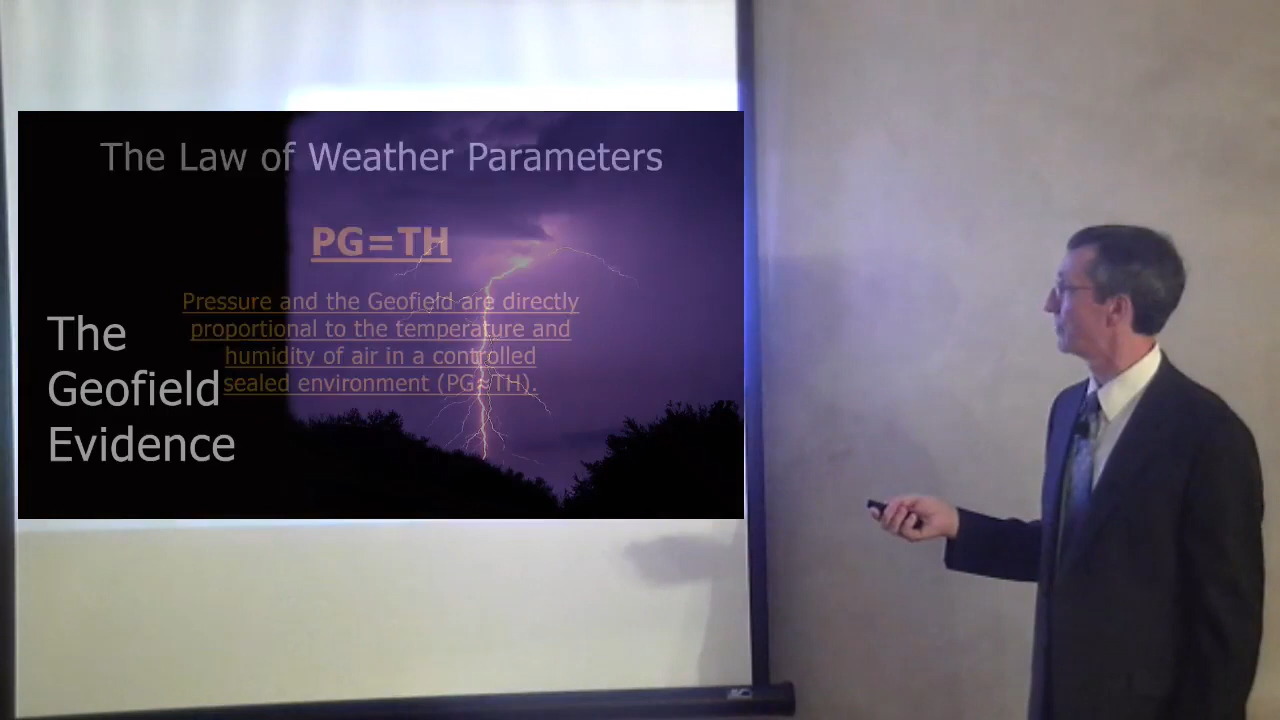 The Law of Weather Parameters
PG=TH
Pressure and the Geofield are directly
proportional to the temperature and
humidity of air in a controlled
sealed environment (PG=TH).
The
Geofield
Evidence